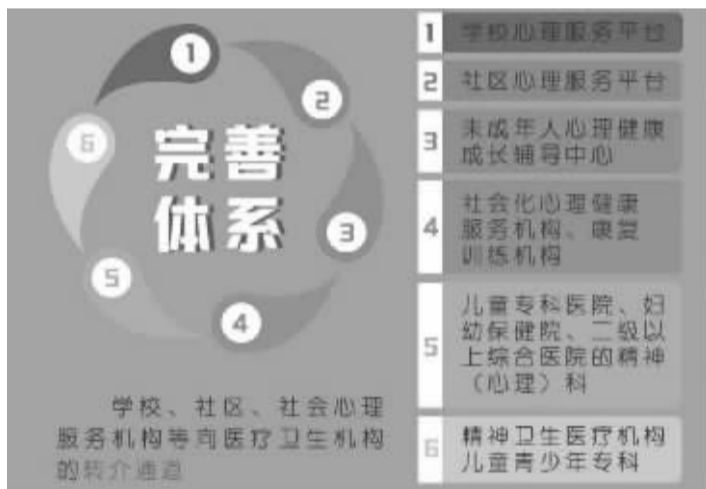 1
2
3
4
5
6
完善
体系
学校、社区、社会心理
服务机构等向医疗卫生机构
的转介通道
1 学校心理服务平台
2 社区心理服务平台
3 未成年人心理健康
成长辅导中心
4 社会化心理健康
服务机构、康复
训练机构
5 儿童专科医院、妇
幼保健院、二级以
上综合医院的精神
（心理）科
6 精神卫生医疗机构
儿童青少年专科